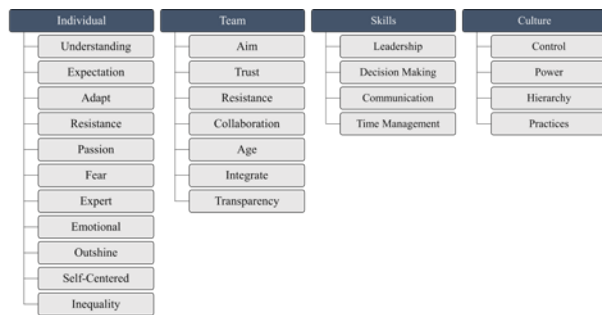 Individual
Understanding
Expectation
Adapt
Resistance
Passion
Fear
Expert
Emotional
Outshine
Self-Centered
Inequality
Team
Aim
Trust
Resistance
Collaboration
Age
Integrate
Transparency
Skills
Leadership
Decision Making
Communication
Time Management
Culture
Control
Power
Hierarchy
Practices